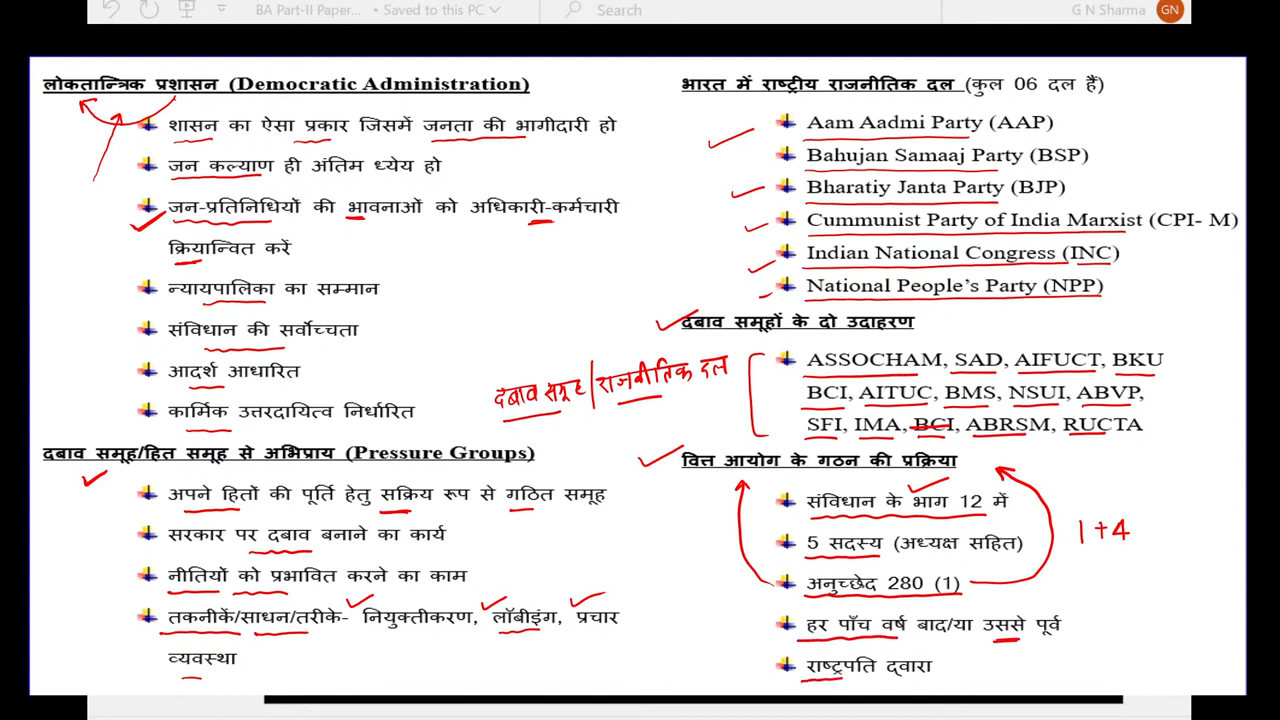 BA Part-II Paper... • Saved to this PC
Search
G N Sharma
GN
लोकतान्त्रिक प्रशासन (Democratic Administration)
शासन का ऐसा प्रकार जिसमें जनता की भागीदारी हो
जन कल्याण ही अंतिम ध्येय हो
जन-प्रतिनिधियों की भावनाओं को अधिकारी-कर्मचारी
क्रियान्वित करें
न्यायपालिका का सम्मान
संविधान की सर्वोच्चता
आदर्श आधारित
कार्मिक उत्तरदायित्व निर्धारित
दबाव समूह/हित समूह से अभिप्राय (Pressure Groups)
अपने हितों की पूर्ति हेतु सक्रिय रूप से गठित समूह
सरकार पर दबाव बनाने का कार्य
नीतियों को प्रभावित करने का काम
तकनीकें/साधन/तरीके- नियुक्तीकरण, लॉबीइंग, प्रचार
व्यवस्था
दबाव समूह/राजनीतिक दल
भारत में राष्ट्रीय राजनीतिक दल (कुल 06 दल हैं)
Aam Aadmi Party (AAP)
Bahujan Samaaj Party (BSP)
Bharatiy Janta Party (BJP)
Cummunist Party of India Marxist (CPI- M)
Indian National Congress (INC)
National People's Party (NPP)
दबाव समूहों के दो उदाहरण
ASSOCHAM, SAD, AIFUCT, BKU
BCI, AITUC, BMS, NSUI, ABVP,
SFI, IMA, BCI, ABRSM, RUCTA
वित्त आयोग के गठन की प्रक्रिया
संविधान के भाग 12 में
5 सदस्य (अध्यक्ष सहित)
अनुच्छेद 280 (1)
हर पाँच वर्ष बाद/या उससे पूर्व
राष्ट्रपति द्वारा
1+4